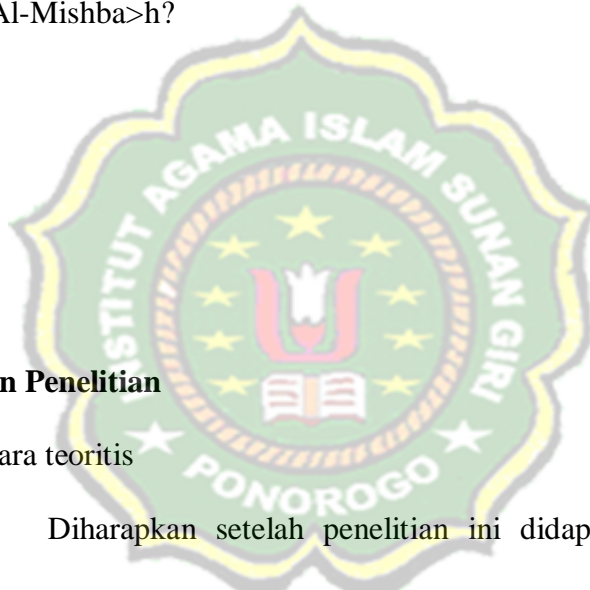 Al-Mishba>h?
INSTITUT AGAMA ISLAM SUNAN GIRI
n Penelitian
ara teoritis
PONOROGO
Diharapkan setelah penelitian ini didap